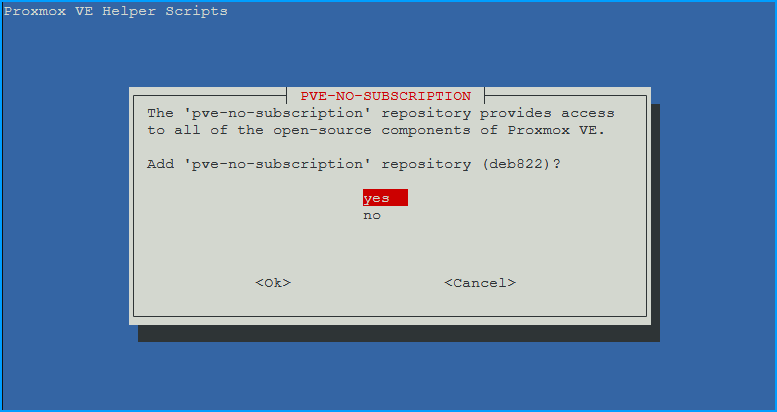 Proxmox VE Helper Scripts
PVE-NO-SUBSCRIPTION
The 'pve-no-subscription' repository provides access
to all of the open-source components of Proxmox VE.
Add 'pve-no-subscription' repository (deb822)?
yes
no
<Ok> <Cancel>